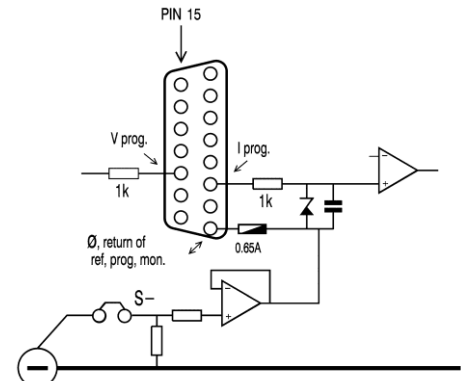 PIN 15
V prog.
I prog.
1k
1k
Ø, return of
ref, prog, mon.
0.65A
S−